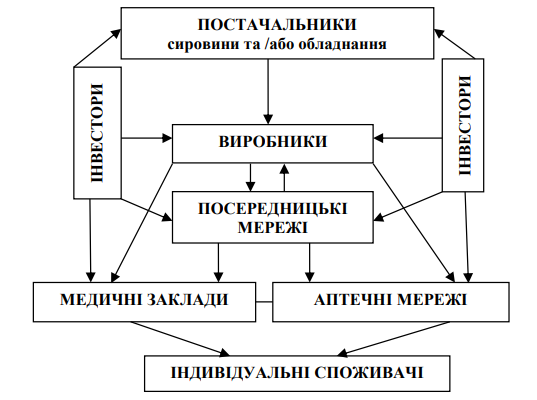 ПОСТАЧАЛЬНИКИ
сировини та /або обладнання
ІНВЕСТОРИ
ІНВЕСТОРИ
ВИРОБНИКИ
ПОСЕРЕДНИЦЬКІ
МЕРЕЖІ
МЕДИЧНІ ЗАКЛАДИ
АПТЕЧНІ МЕРЕЖІ
ІНДИВІДУАЛЬНІ СПОЖИВАЧІ